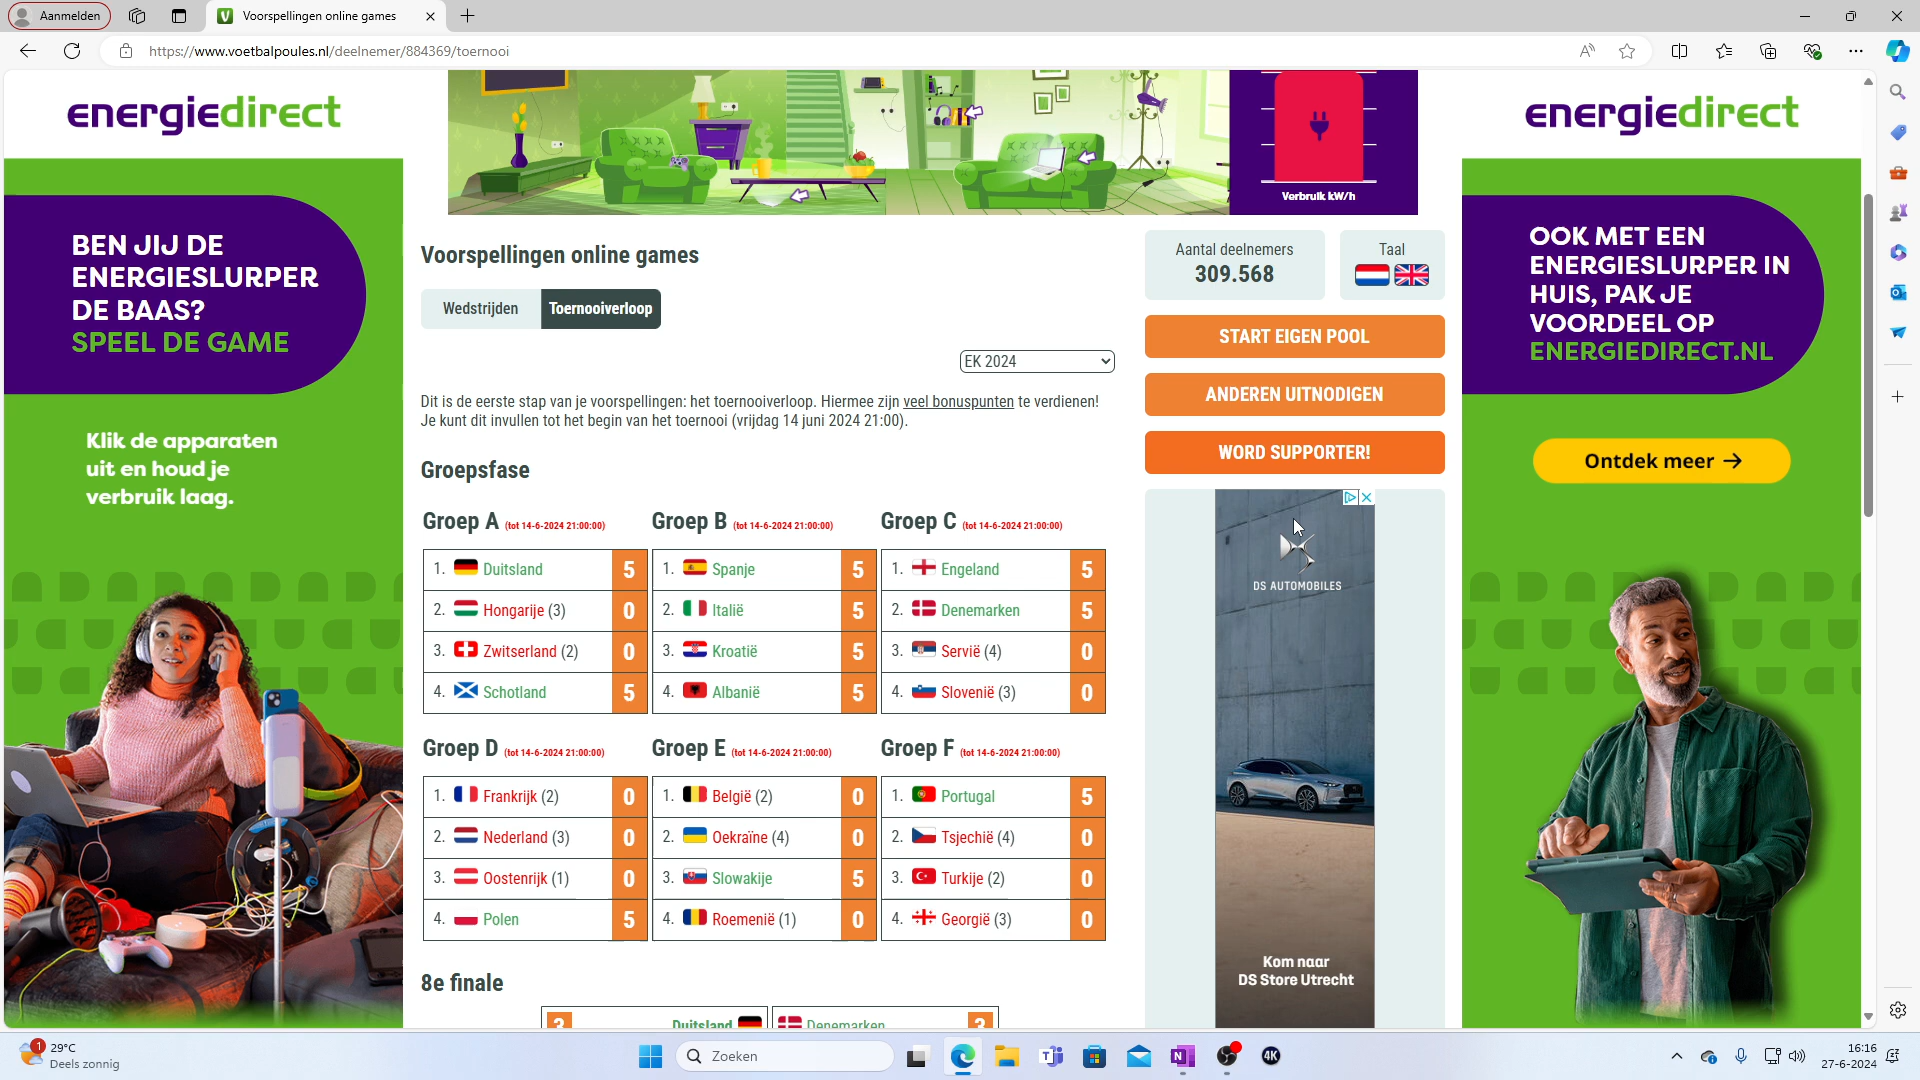 Aanmelden
Voorspellingen online games
https://www.voetbalpoules.nl/deelnemer/884369/toernooi
energiedirect
BEN JIJ DE
ENERGIESLURPER
DE BAAS?
SPEEL DE GAME
Klik de apparaten
uit en houd je
verbruik laag.
Verbruik kW/h
Voorspellingen online games
Wedstrijden
Toernooiverloop
EK 2024
Dit is de eerste stap van je voorspellingen: het toernooiverloop. Hiermee zijn veel bonuspunten te verdienen!
Je kunt dit invullen tot het begin van het toernooi (vrijdag 14 juni 2024 21:00).
Groepsfase
Groep A (tot 14-6-2024 21:00:00)
1. Duitsland 5
2. Hongarije (3) 0
3. Zwitserland (2) 0
4. Schotland 5
Groep B (tot 14-6-2024 21:00:00)
1. Spanje 5
2. Italië 5
3. Kroatië 5
4. Albanië 5
Groep C (tot 14-6-2024 21:00:00)
1. Engeland 5
2. Denemarken 5
3. Servië (4) 0
4. Slovenië (3) 0
Groep D (tot 14-6-2024 21:00:00)
1. Frankrijk (2) 0
2. Nederland (3) 0
3. Oostenrijk (1) 0
4. Polen 5
Groep E (tot 14-6-2024 21:00:00)
1. België (2) 0
2. Oekraïne (4) 0
3. Slowakije 5
4. Roemenië (1) 0
Groep F (tot 14-6-2024 21:00:00)
1. Portugal 5
2. Tsjechië (4) 0
3. Turkije (2) 0
4. Georgië (3) 0
8e finale
Duitsland
Denemarken
Aantal deelnemers
309.568
Taal
START EIGEN POOL
ANDEREN UITNODIGEN
WORD SUPPORTER!
DS AUTOMOBILES
Kom naar
DS Store Utrecht
energiedirect
OOK MET EEN
ENERGIESLURPER IN
HUIS, PAK JE
VOORDEEL OP
ENERGIEDIRECT.NL
Ontdek meer →
1
29°C
Deels zonnig
Zoeken
4K
16:16
27-6-2024